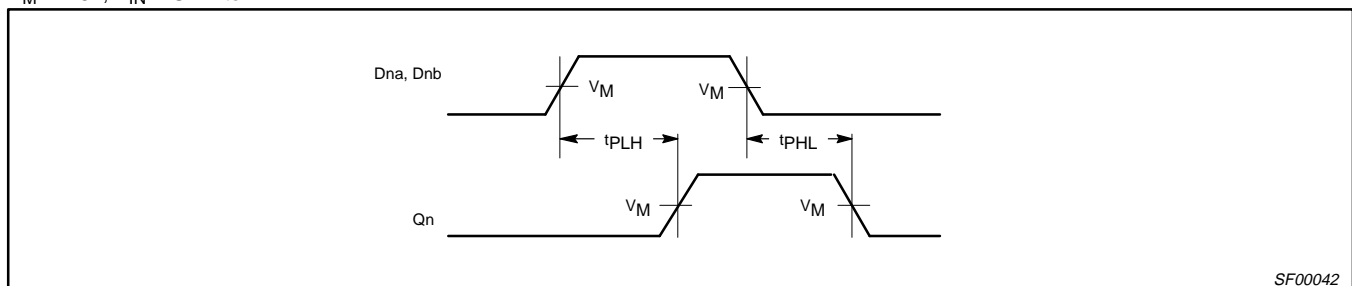 Dna, Dnb
VM
VM
tPLH
tPHL
VM
VM
Qn
SF00042